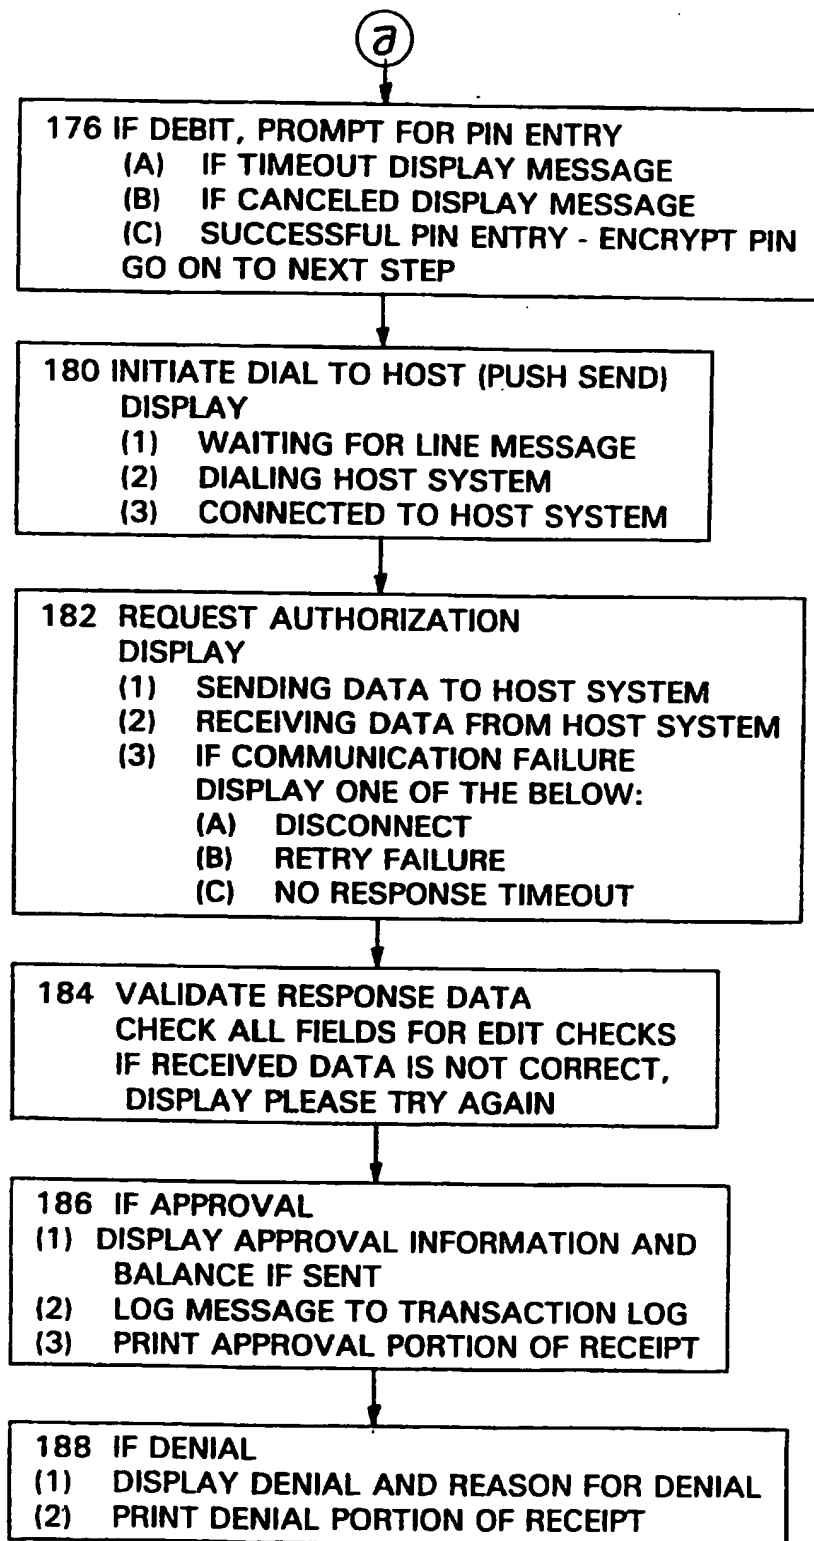 a
176 IF DEBIT, PROMPT FOR PIN ENTRY
(A) IF TIMEOUT DISPLAY MESSAGE
(B) IF CANCELED DISPLAY MESSAGE
(C) SUCCESSFUL PIN ENTRY - ENCRYPT PIN
GO ON TO NEXT STEP
180 INITIATE DIAL TO HOST (PUSH SEND)
DISPLAY
(1) WAITING FOR LINE MESSAGE
(2) DIALING HOST SYSTEM
(3) CONNECTED TO HOST SYSTEM
182 REQUEST AUTHORIZATION
DISPLAY
(1) SENDING DATA TO HOST SYSTEM
(2) RECEIVING DATA FROM HOST SYSTEM
(3) IF COMMUNICATION FAILURE
DISPLAY ONE OF THE BELOW:
(A) DISCONNECT
(B) RETRY FAILURE
(C) NO RESPONSE TIMEOUT
184 VALIDATE RESPONSE DATA
CHECK ALL FIELDS FOR EDIT CHECKS
IF RECEIVED DATA IS NOT CORRECT,
DISPLAY PLEASE TRY AGAIN
186 IF APPROVAL
(1) DISPLAY APPROVAL INFORMATION AND
BALANCE IF SENT
(2) LOG MESSAGE TO TRANSACTION LOG
(3) PRINT APPROVAL PORTION OF RECEIPT
188 IF DENIAL
(1) DISPLAY DENIAL AND REASON FOR DENIAL
(2) PRINT DENIAL PORTION OF RECEIPT